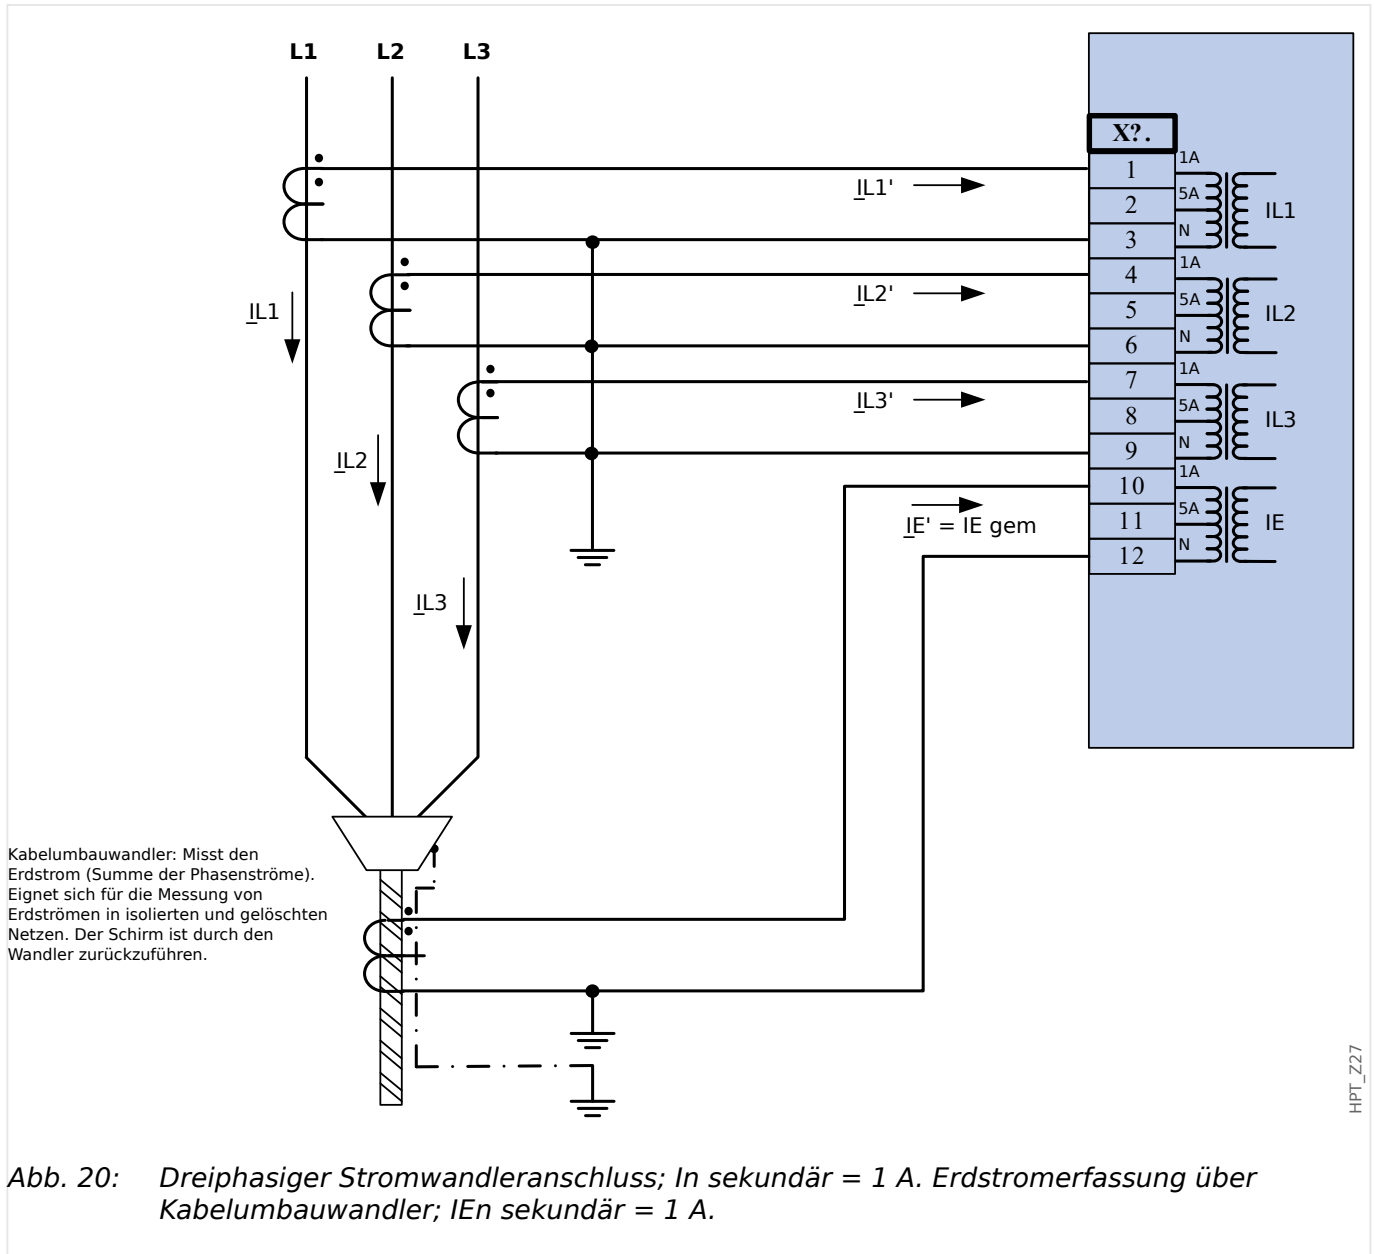 L1 L2 L3
X?.
1 1A
2 5A IL1
3 N
IL1'
4 1A
5 5A IL2
6 N
IL2'
7 1A
8 5A IL3
9 N
IL3'
10 1A
11 5A IE
12 N
IE' = IE gem
IL1
IL2
IL3
Kabelumbauwandler: Misst den
Erdstrom (Summe der Phasenströme).
Eignet sich für die Messung von
Erdströmen in isolierten und gelöschten
Netzen. Der Schirm ist durch den
Wandler zurückzuführen.
HPT_Z27
Abb. 20: Dreiphasiger Stromwandleranschluss; In sekundär = 1 A. Erdstromerfassung über
Kabelumbauwandler; IEn sekundär = 1 A.